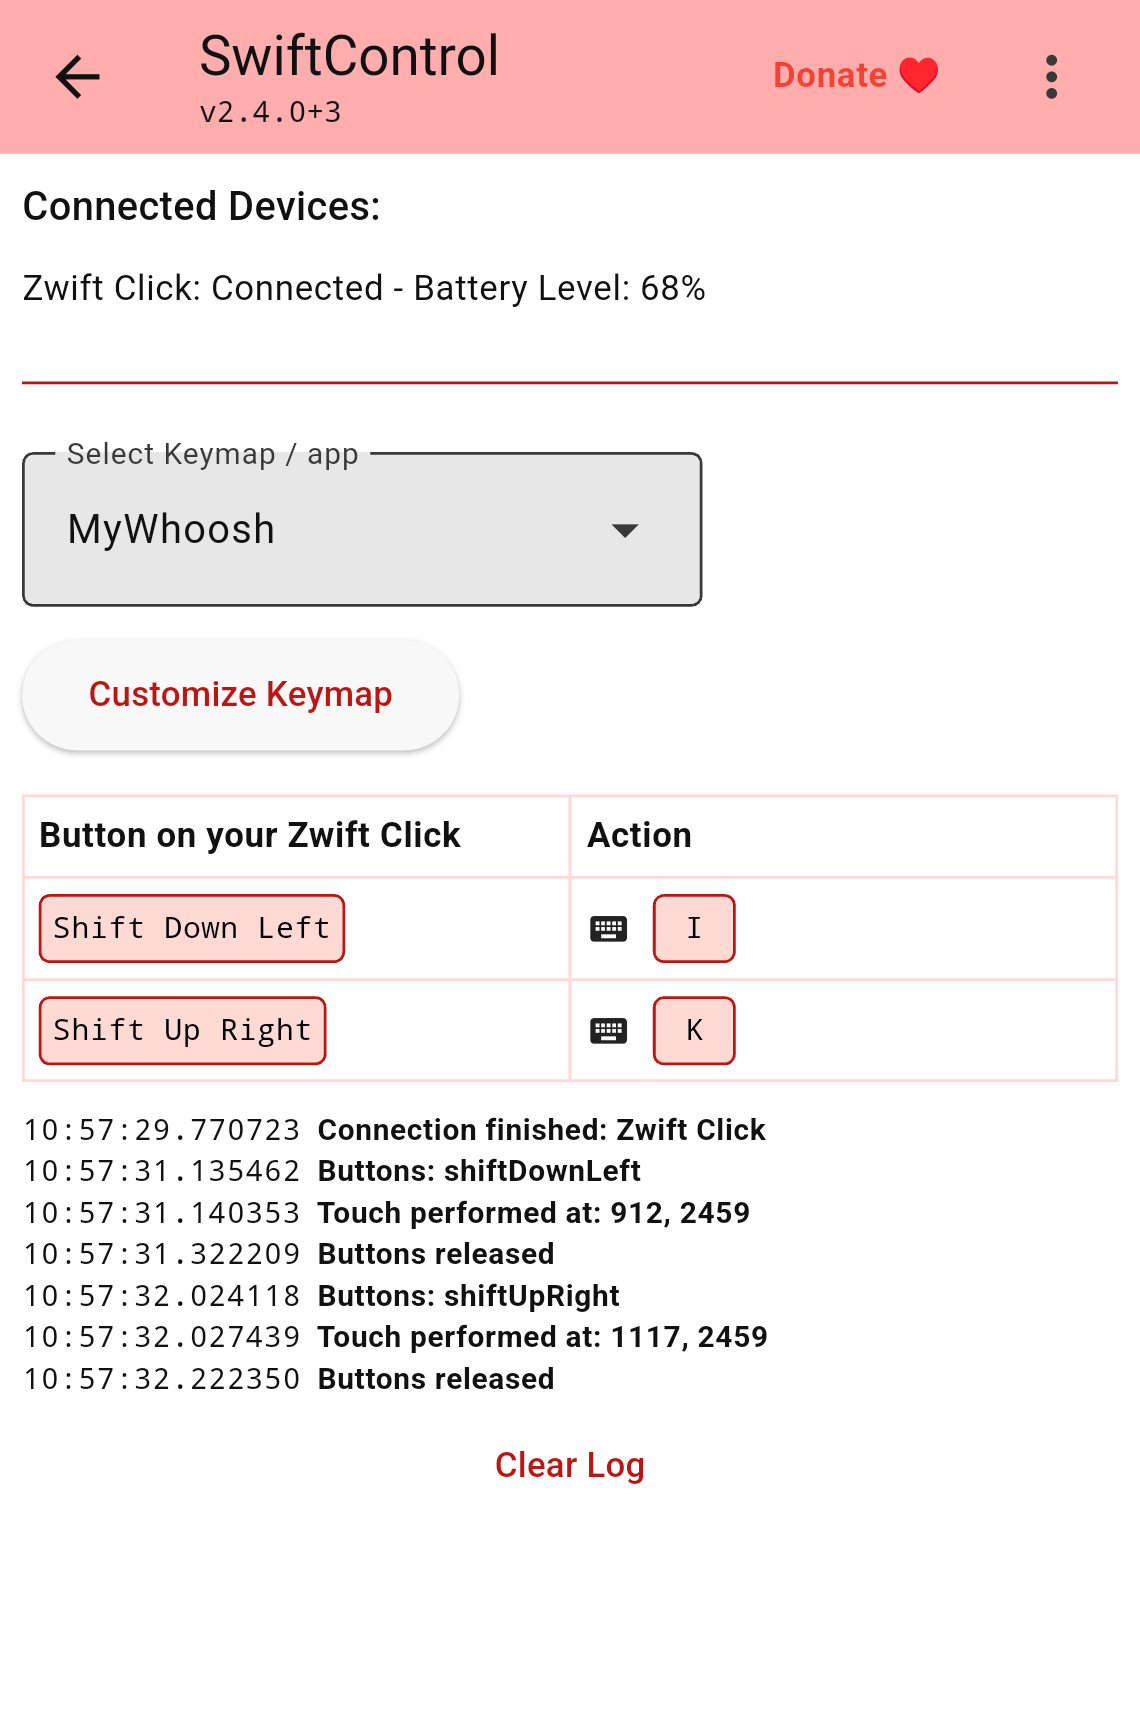 SwiftControl
v2.4.0+3
Donate ❤️
Connected Devices:
Zwift Click: Connected - Battery Level: 68%
Select Keymap / app
MyWhoosh
Customize Keymap
Button on your Zwift Click Action
Shift Down Left I
Shift Up Right K
10:57:29.770723 Connection finished: Zwift Click
10:57:31.135462 Buttons: shiftDownLeft
10:57:31.140353 Touch performed at: 912, 2459
10:57:31.322209 Buttons released
10:57:32.024118 Buttons: shiftUpRight
10:57:32.027439 Touch performed at: 1117, 2459
10:57:32.222350 Buttons released
Clear Log